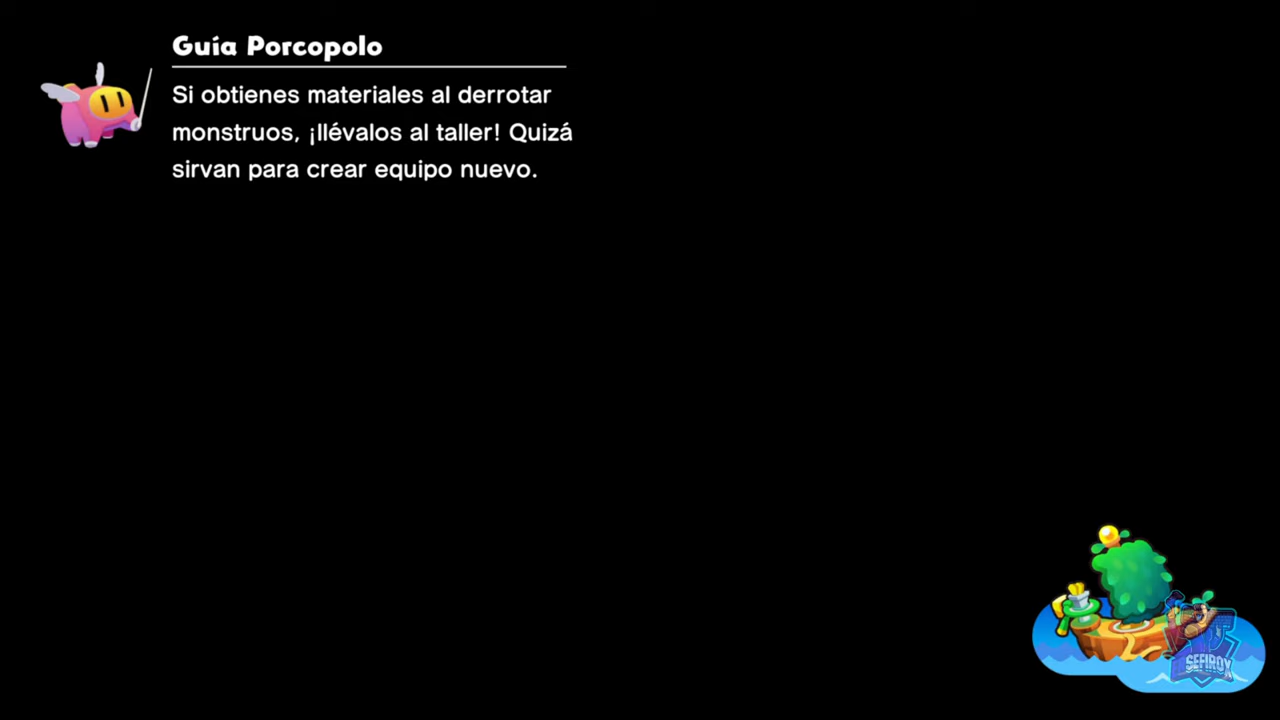 Guía Porcopolo
Si obtienes materiales al derrotar
monstruos, ¡llévalos al taller! Quizá
sirvan para crear equipo nuevo.
SEFIROX